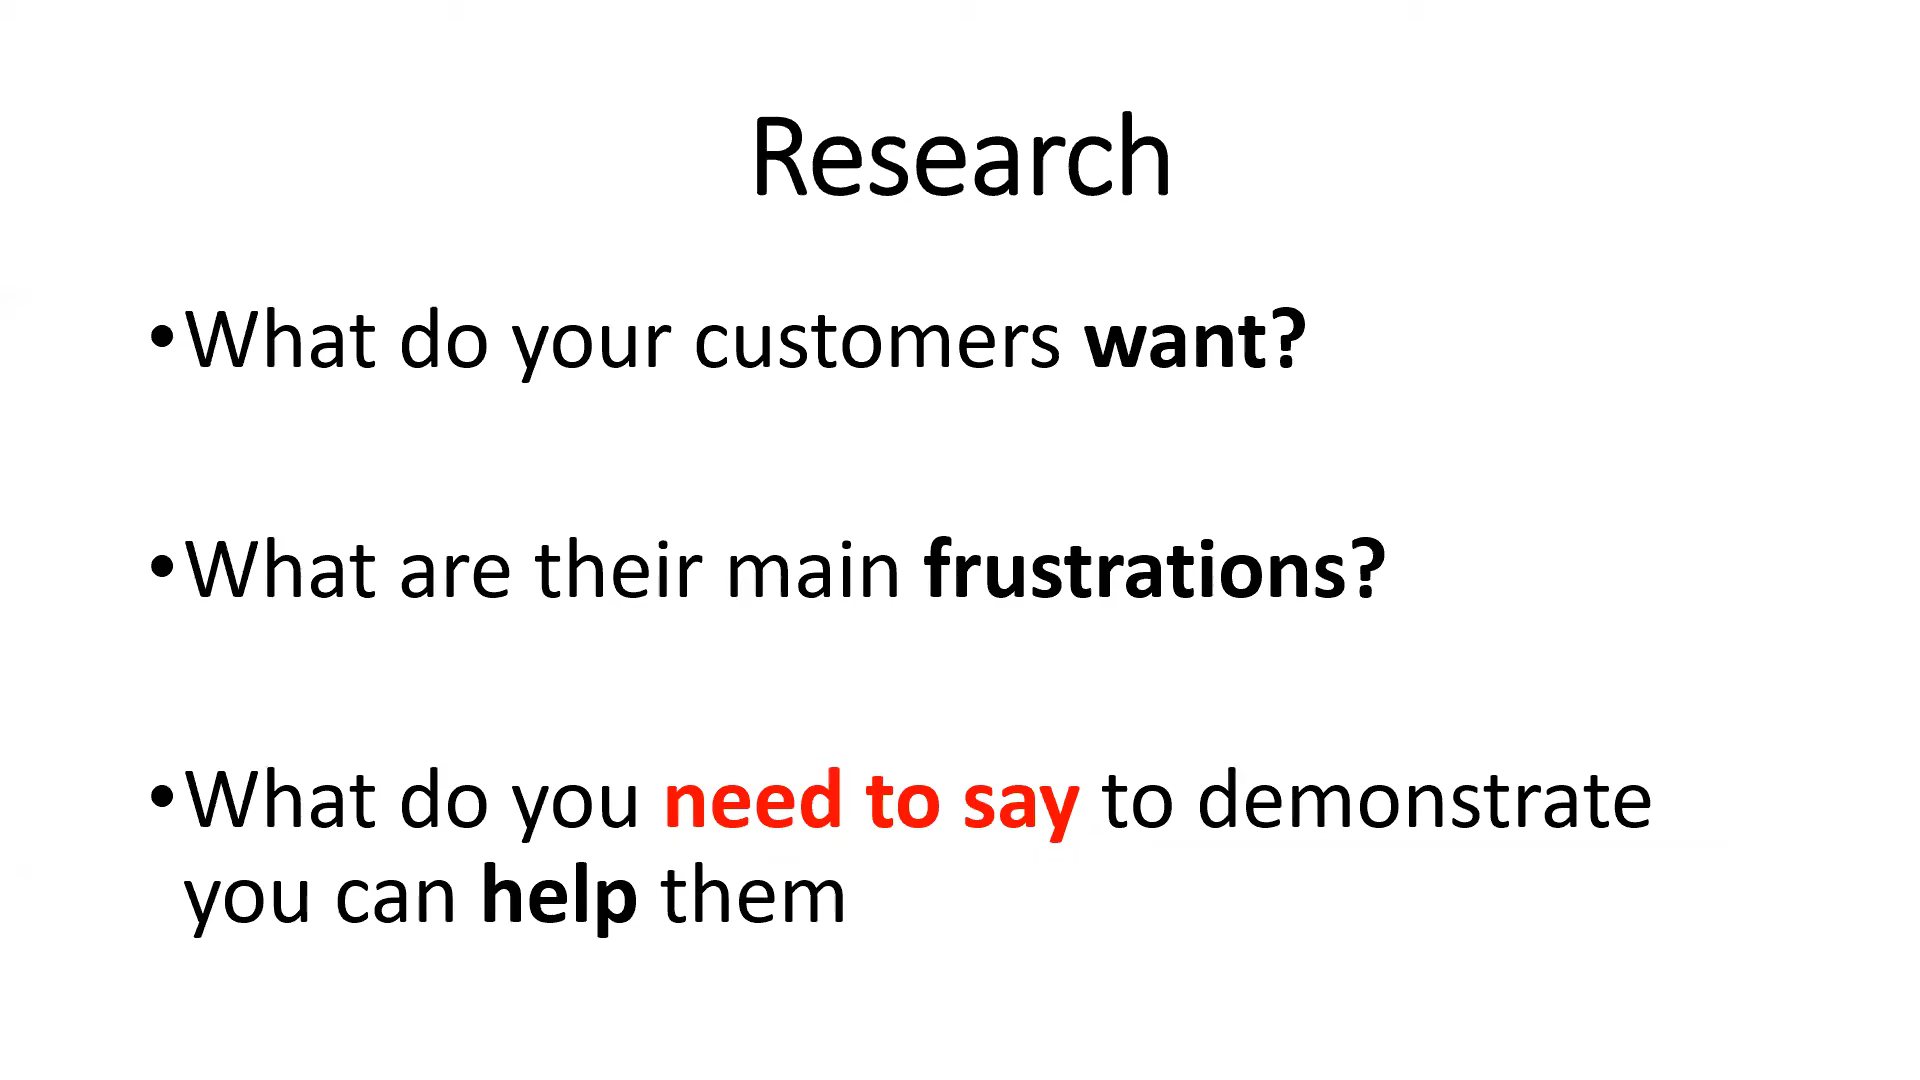 Research
•What do your customers want?
•What are their main frustrations?
•What do you need to say to demonstrate
you can help them